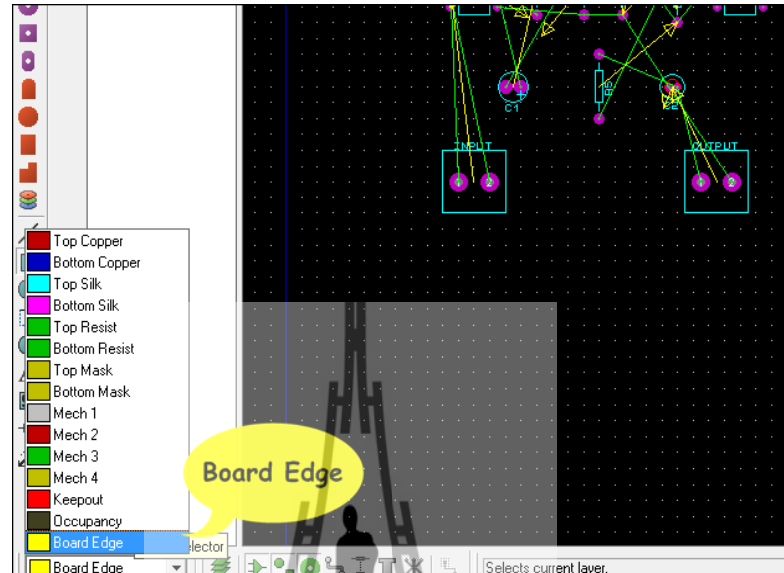 C1
R5
INPUT
1
2
OUTPUT
2
Top Copper
Bottom Copper
Top Silk
Bottom Silk
Top Resist
Bottom Resist
Top Mask
Bottom Mask
Mech 1
Mech 2
Mech 3
Mech 4
Keepout
Occupancy
Board Edge
elector
Board Edge
Board Edge
Selects current layer.